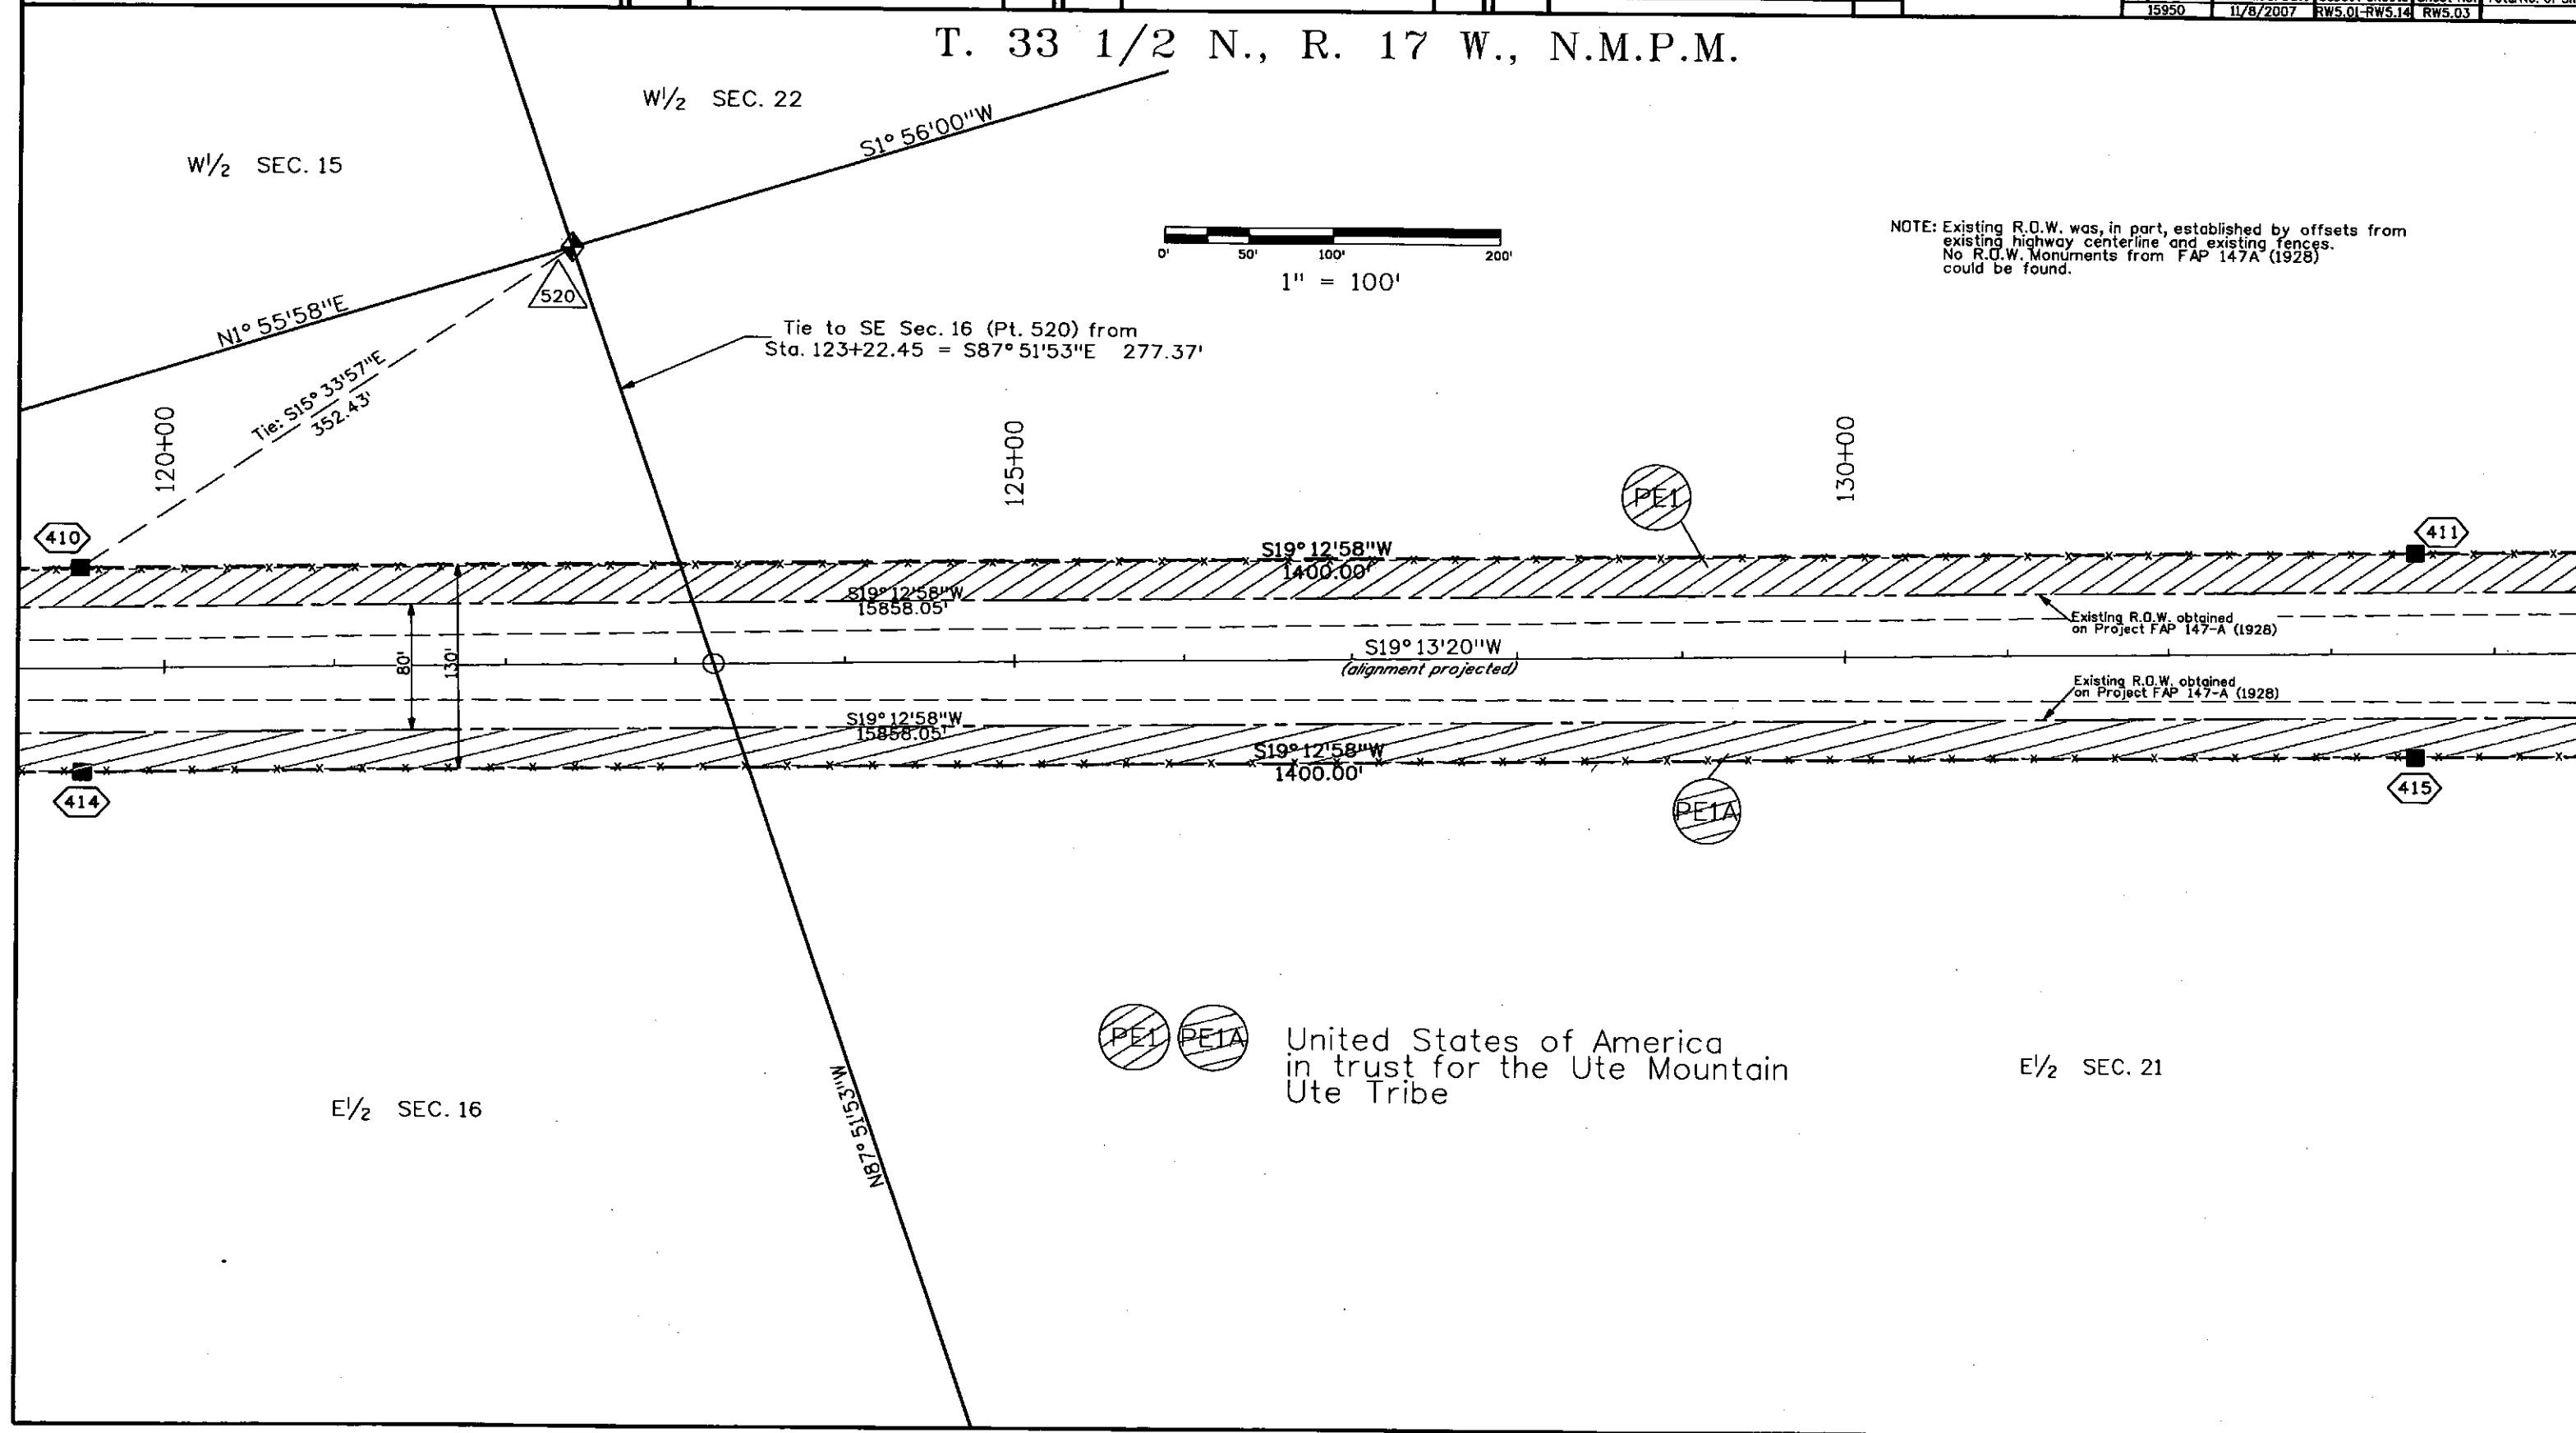 15950 11/8/2007 RW5.01-RW5.14 RW5.03
T. 33 1/2 N., R. 17 W., N.M.P.M.
W1/2 SEC. 22
S1° 56'00"W
W1/2 SEC. 15
NOTE: Existing R.O.W. was, in part, established by offsets from
existing highway centerline and existing fences.
No R.O.W. Monuments from FAP 147A (1928)
could be found.
0' 50' 100' 200'
1" = 100'
520
N1° 55'58"E
Tie to SE Sec. 16 (Pt. 520) from
Sta. 123+22.45 = S87° 51'53"E 277.37'
Tie: S15° 33'57"E
352.43'
120+00
125+00
130+00
PE1
410
411
S19° 12'58"W
1400.00'
S19° 12'58"W
15858.05'
Existing R.O.W. obtained
on Project FAP 147-A (1928)
80'
130'
S19° 13'20"W
(alignment projected)
Existing R.O.W. obtained
on Project FAP 147-A (1928)
S19° 12'58"W
15858.05'
S19° 12'58"W
1400.00'
414
415
PE1A
PE1 PE1A
United States of America
in trust for the Ute Mountain
Ute Tribe
E1/2 SEC. 21
E1/2 SEC. 16
N87° 51'53"W